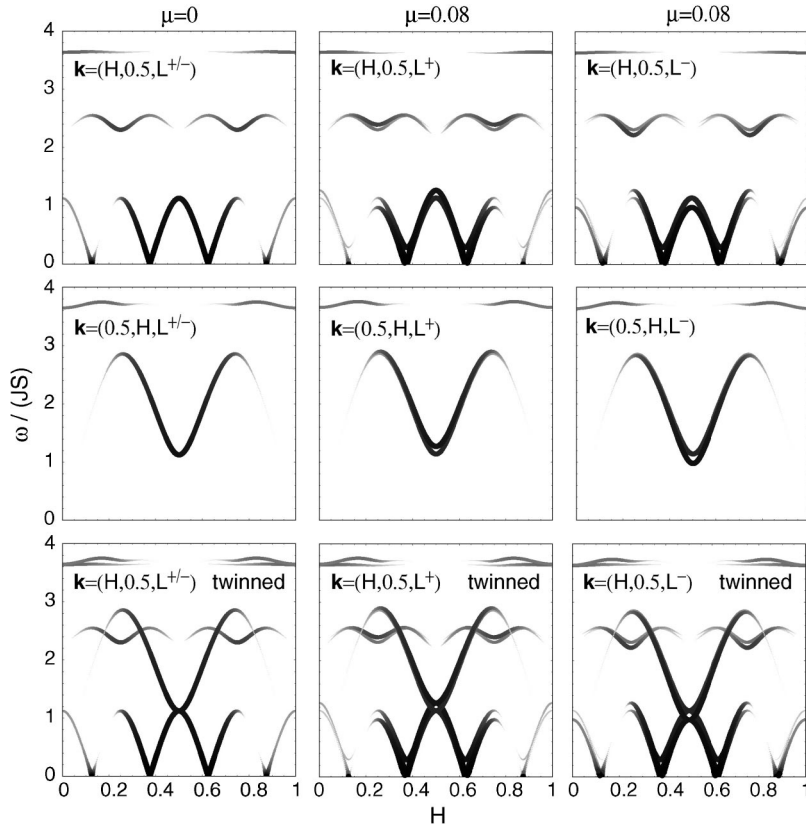 μ=0 μ=0.08 μ=0.08
4
k=(H,0.5,L+/-) k=(H,0.5,L+) k=(H,0.5,L-)
3
2
1
0
4
k=(0.5,H,L+/-) k=(0.5,H,L+) k=(0.5,H,L-)
3
ω / (JS)
2
1
0
4
k=(H,0.5,L+/-) twinned k=(H,0.5,L+) twinned k=(H,0.5,L-) twinned
3
2
1
0
0 0.2 0.4 0.6 0.8 1 0 0.2 0.4 0.6 0.8 1 0 0.2 0.4 0.6 0.8 1
H